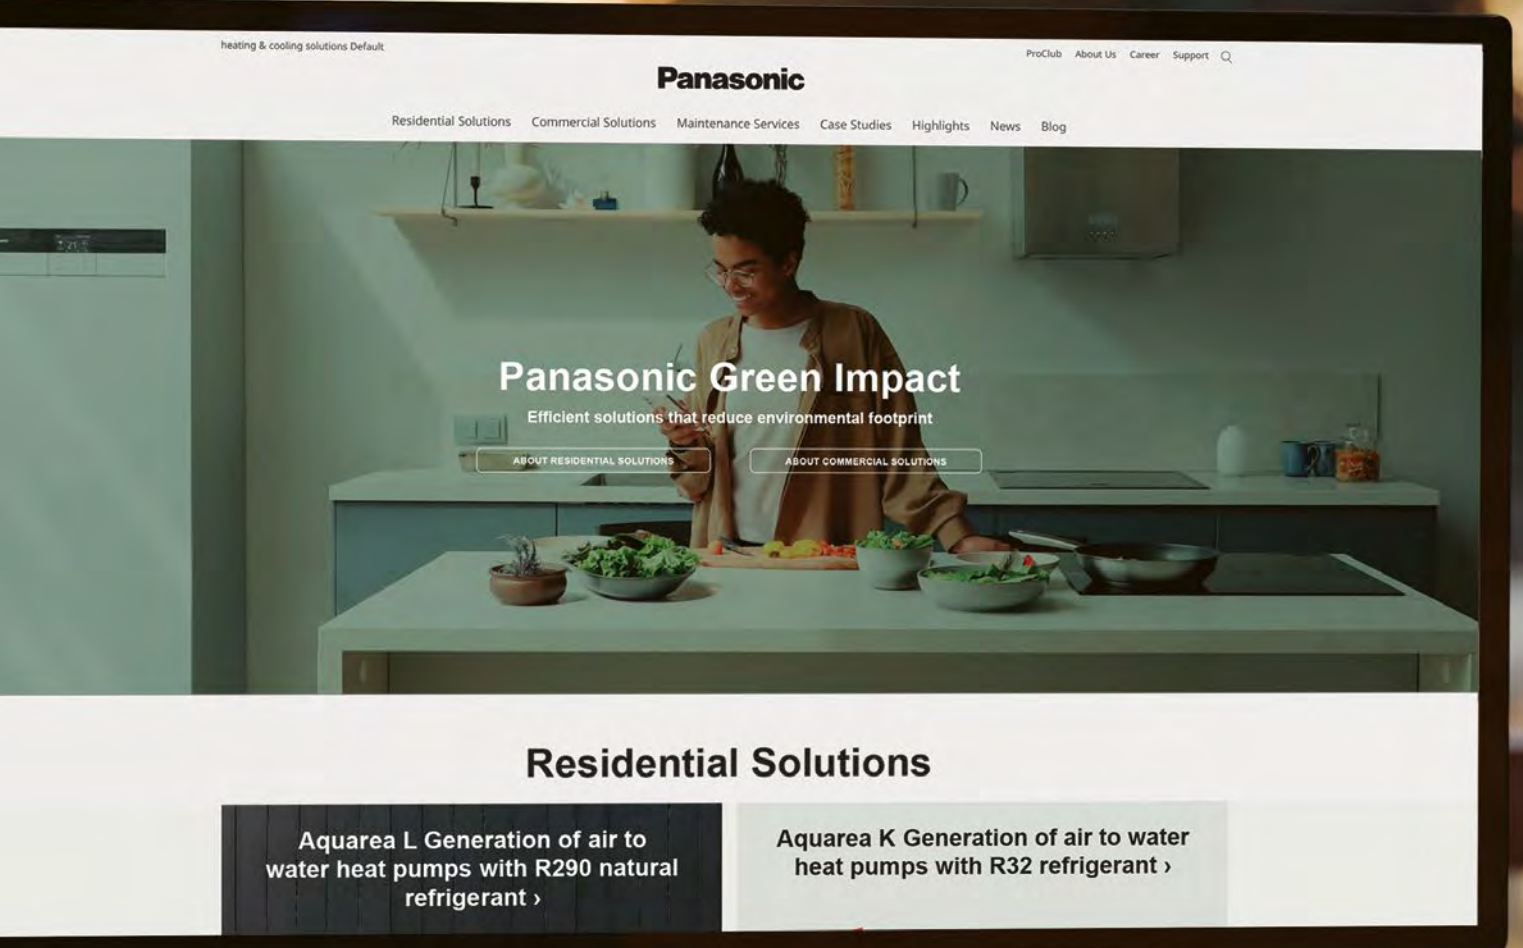 heating & cooling solutions Default
ProClub About Us Career Support
Panasonic
Residential Solutions Commercial Solutions Maintenance Services Case Studies Highlights News Blog
Panasonic Green Impact
Efficient solutions that reduce environmental footprint
ABOUT RESIDENTIAL SOLUTIONS ABOUT COMMERCIAL SOLUTIONS
Residential Solutions
Aquarea L Generation of air to
water heat pumps with R290 natural
refrigerant ›
Aquarea K Generation of air to water
heat pumps with R32 refrigerant ›